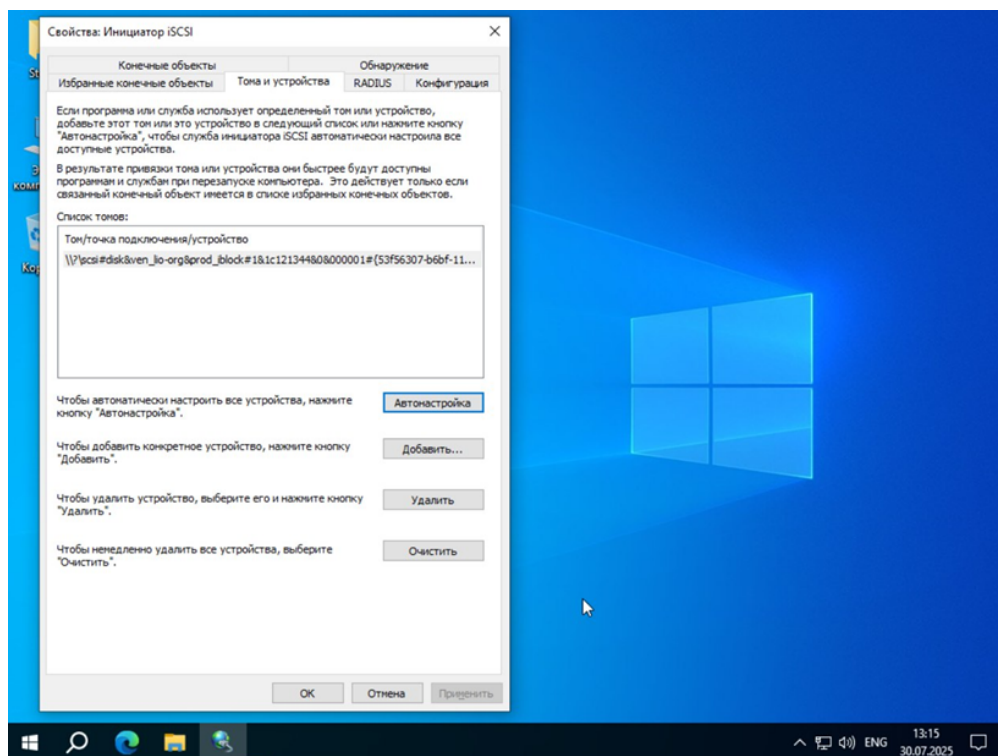 Свойства: Инициатор iSCSI
Конечные объекты Обнаружение
Избранные конечные объекты Тома и устройства RADIUS Конфигурация
Если программа или служба использует определенный том или устройство,
добавьте этот том или это устройство в следующий список или нажмите кнопку
"Автонастройка", чтобы служба инициатора iSCSI автоматически настроила все
доступные устройства.
В результате привязки тома или устройства они быстрее будут доступны
программам и службам при перезапуске компьютера. Это действует только если
связанный конечный объект имеется в списке избранных конечных объектов.
Список томов:
Том/точка подключения/устройство
\\?\scsi#disk&ven_lio-org&prod_iblock#1&1c121344&0&000001#{53f56307-b6bf-11...
Чтобы автоматически настроить все устройства, нажмите
кнопку "Автонастройка".
Автонастройка
Чтобы добавить конкретное устройство, нажмите кнопку
"Добавить".
Добавить...
Чтобы удалить устройство, выберите его и нажмите кнопку
"Удалить".
Удалить
Чтобы немедленно удалить все устройства, выберите
"Очистить".
Очистить
ОК Отмена Применить
ENG
13:15
30.07.2025